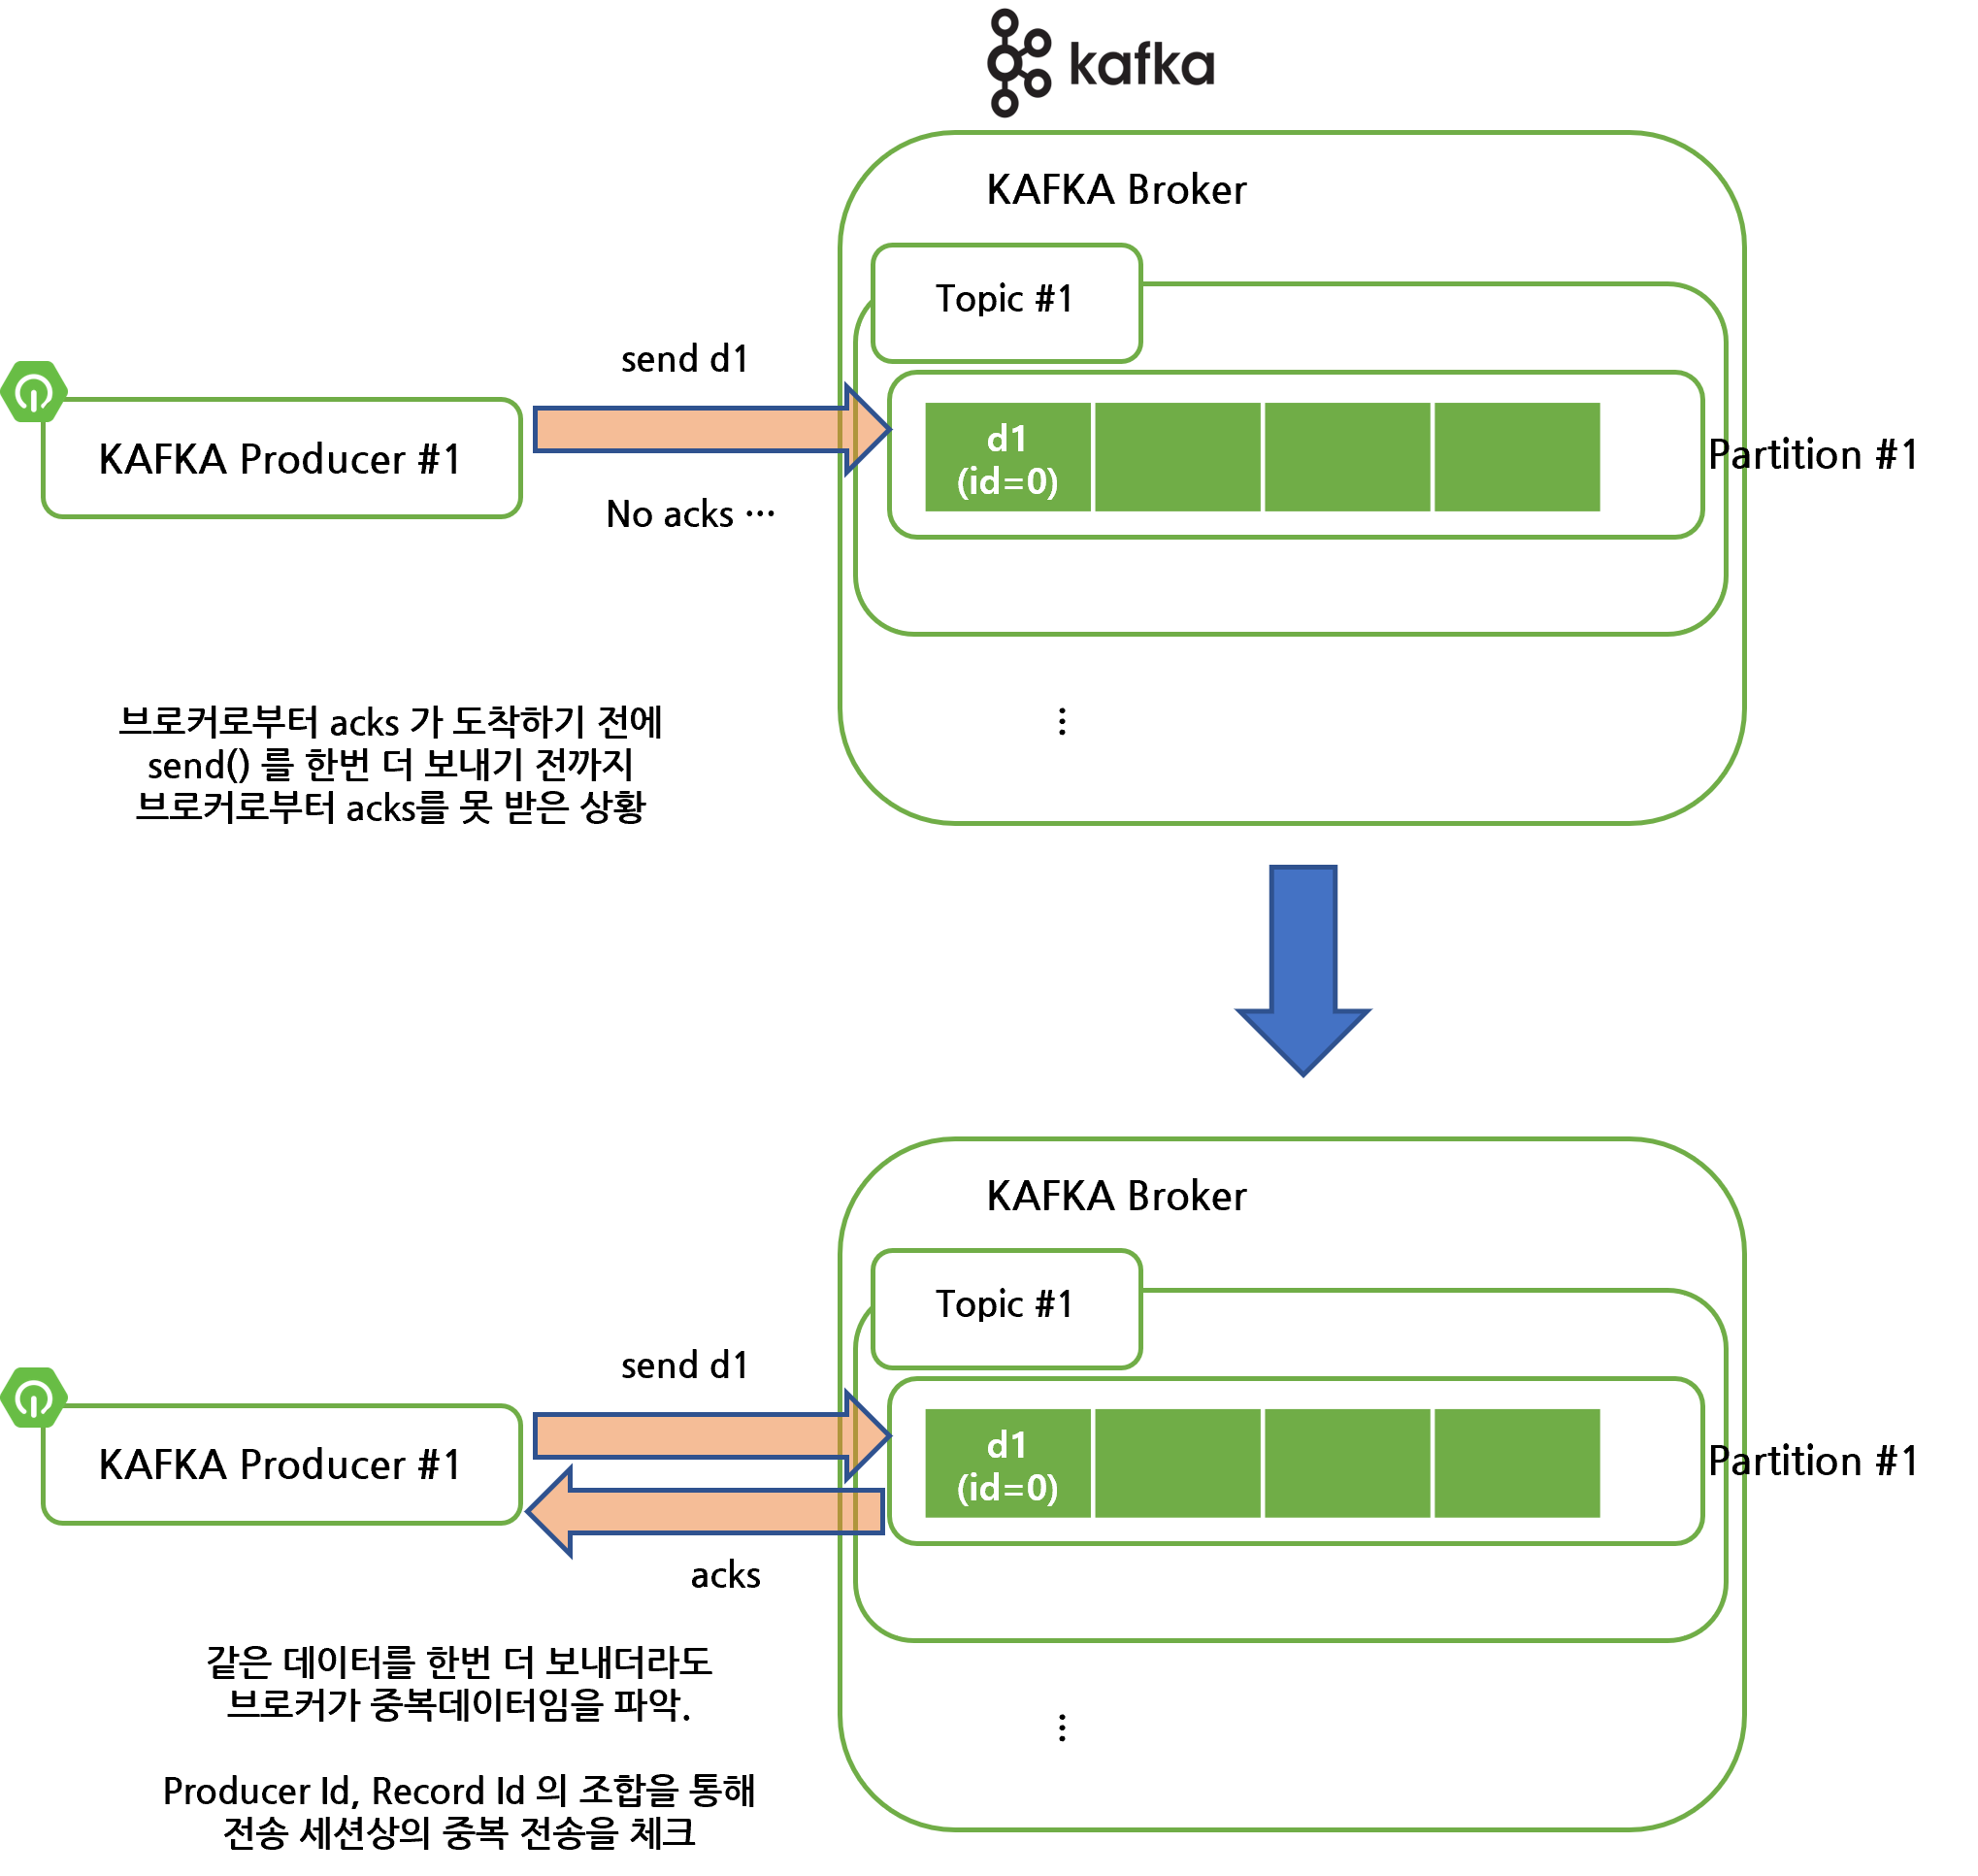 kafka
KAFKA Broker
Topic #1
send d1
d1
(id=0)
Partition #1
KAFKA Producer #1
No acks ⋯
브로커로부터 acks 가 도착하기 전에
send() 를 한번 더 보내기 전까지
브로커로부터 acks를 못 받은 상황
⋮
KAFKA Broker
Topic #1
send d1
d1
(id=0)
Partition #1
KAFKA Producer #1
acks
같은 데이터를 한번 더 보내더라도
브로커가 중복데이터임을 파악.
Producer Id, Record Id 의 조합을 통해
전송 세션상의 중복 전송을 체크
⋮